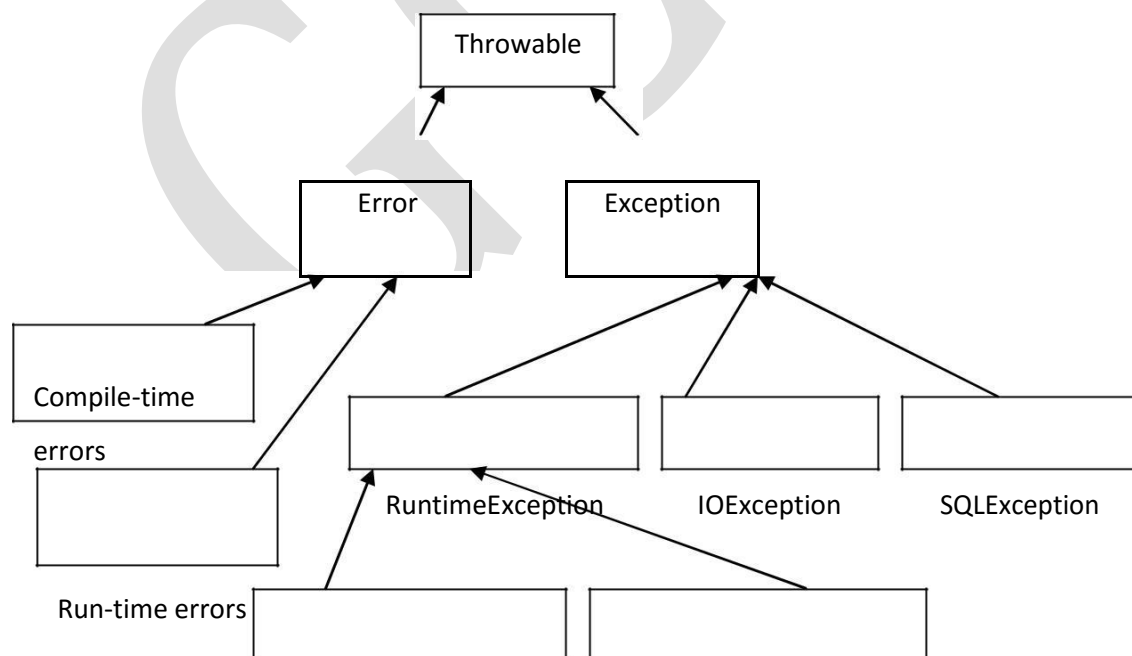 Throwable
Error Exception
Compile-time
errors
RuntimeException IOException SQLException
Run-time errors